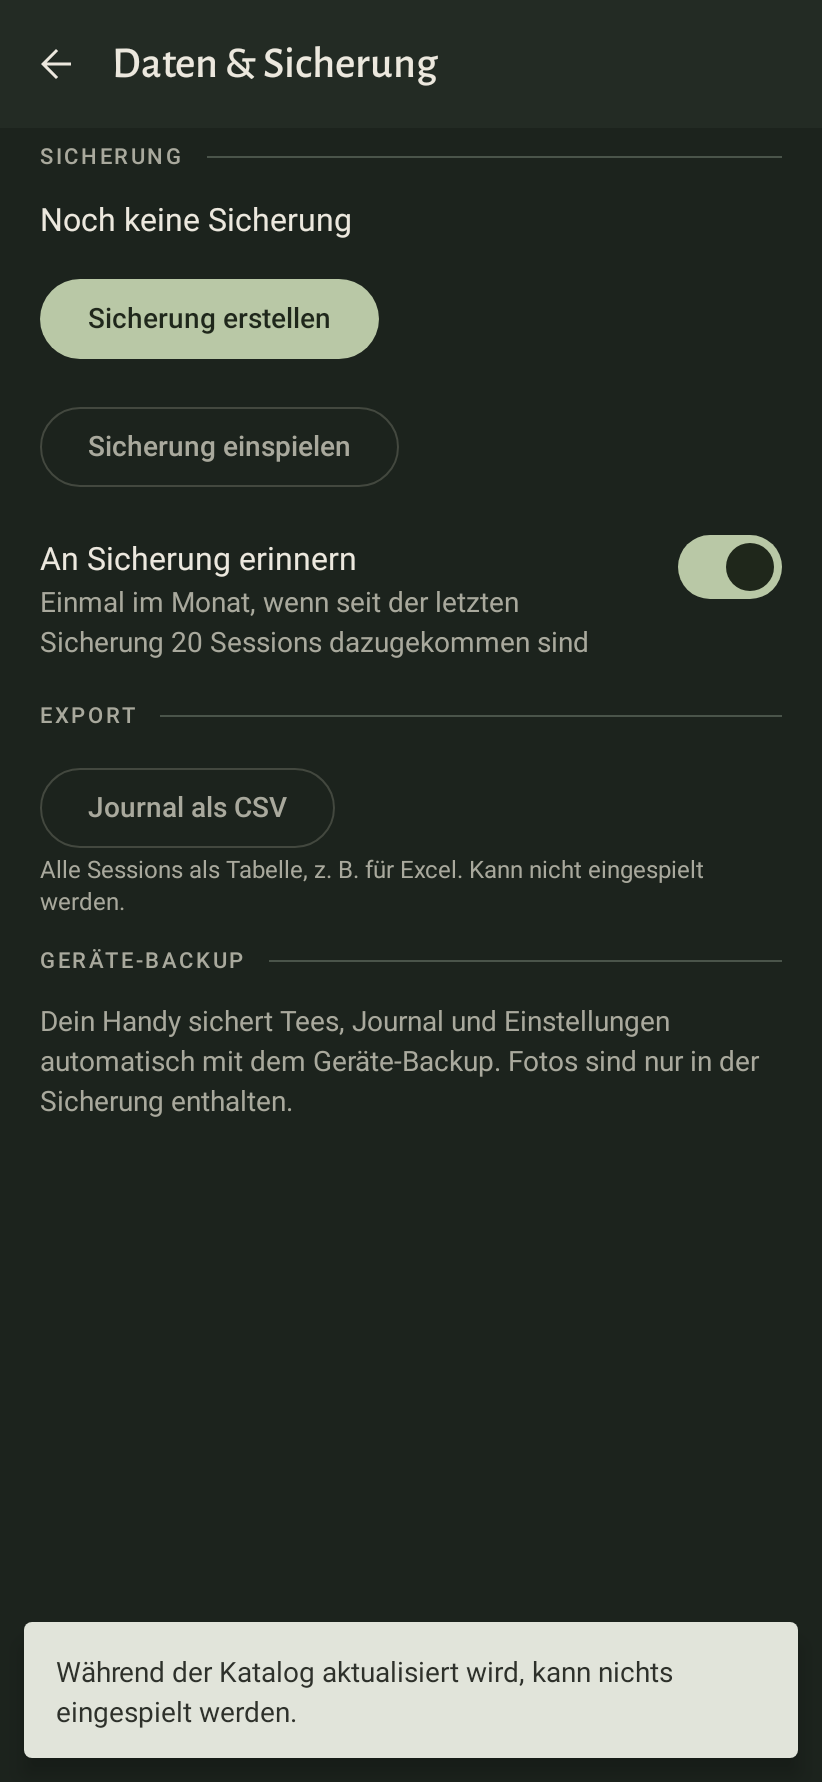 Daten & Sicherung
SICHERUNG
Noch keine Sicherung
Sicherung erstellen
Sicherung einspielen
An Sicherung erinnern
Einmal im Monat, wenn seit der letzten
Sicherung 20 Sessions dazugekommen sind
EXPORT
Journal als CSV
Alle Sessions als Tabelle, z. B. für Excel. Kann nicht eingespielt
werden.
GERÄTE-BACKUP
Dein Handy sichert Tees, Journal und Einstellungen
automatisch mit dem Geräte-Backup. Fotos sind nur in der
Sicherung enthalten.
Während der Katalog aktualisiert wird, kann nichts
eingespielt werden.